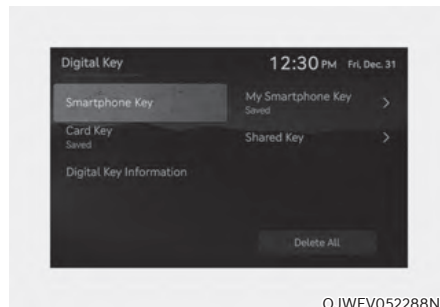 Digital Key
12:30 PM Fri, Dec. 31
Smartphone Key
My Smartphone Key
Saved
Card Key
Saved
Shared Key
Digital Key Information
Delete All
OJWEV052288N